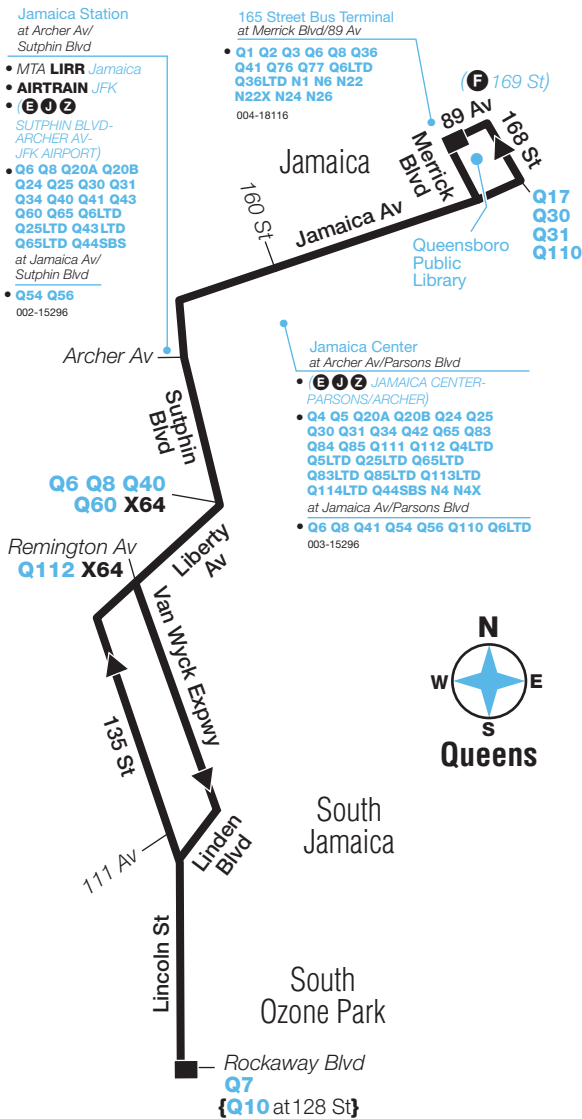 Jamaica Station
at Archer Av/
Sutphin Blvd
• MTA LIRR Jamaica
• AIRTRAIN JFK
• (E J Z
SUTPHIN BLVD-
ARCHER AV-
JFK AIRPORT)
• Q6 Q8 Q20A Q20B
Q24 Q25 Q30 Q31
Q34 Q40 Q41 Q43
Q60 Q65 Q6LTD
Q25LTD Q43LTD
Q65LTD Q44SBS
at Jamaica Av/
Sutphin Blvd
• Q54 Q56
002-15296
165 Street Bus Terminal
at Merrick Blvd/89 Av
• Q1 Q2 Q3 Q6 Q8 Q36
Q41 Q76 Q77 Q6LTD
Q36LTD N1 N6 N22
N22X N24 N26
004-18116
(F 169 St)
89 Av
168 St
Merrick
Blvd
Jamaica
160 St
Jamaica Av
Queensboro
Public
Library
Q17
Q30
Q31
Q110
Archer Av
Sutphin
Blvd
Jamaica Center
at Archer Av/Parsons Blvd
• (E J Z JAMAICA CENTER-
PARSONS/ARCHER)
• Q4 Q5 Q20A Q20B Q24 Q25
Q30 Q31 Q34 Q42 Q65 Q83
Q84 Q85 Q111 Q112 Q4LTD
Q5LTD Q25LTD Q65LTD
Q83LTD Q85LTD Q113LTD
Q114LTD Q44SBS N4 N4X
at Jamaica Av/Parsons Blvd
• Q6 Q8 Q41 Q54 Q56 Q110 Q6LTD
003-15296
Q6 Q8 Q40
Q60 X64
Liberty
Av
Remington Av
Q112 X64
Van Wyck Expwy
135 St
N
W E
S
Queens
South
Jamaica
111 Av
Linden
Blvd
Lincoln St
South
Ozone Park
Rockaway Blvd
Q7
{Q10 at 128 St}